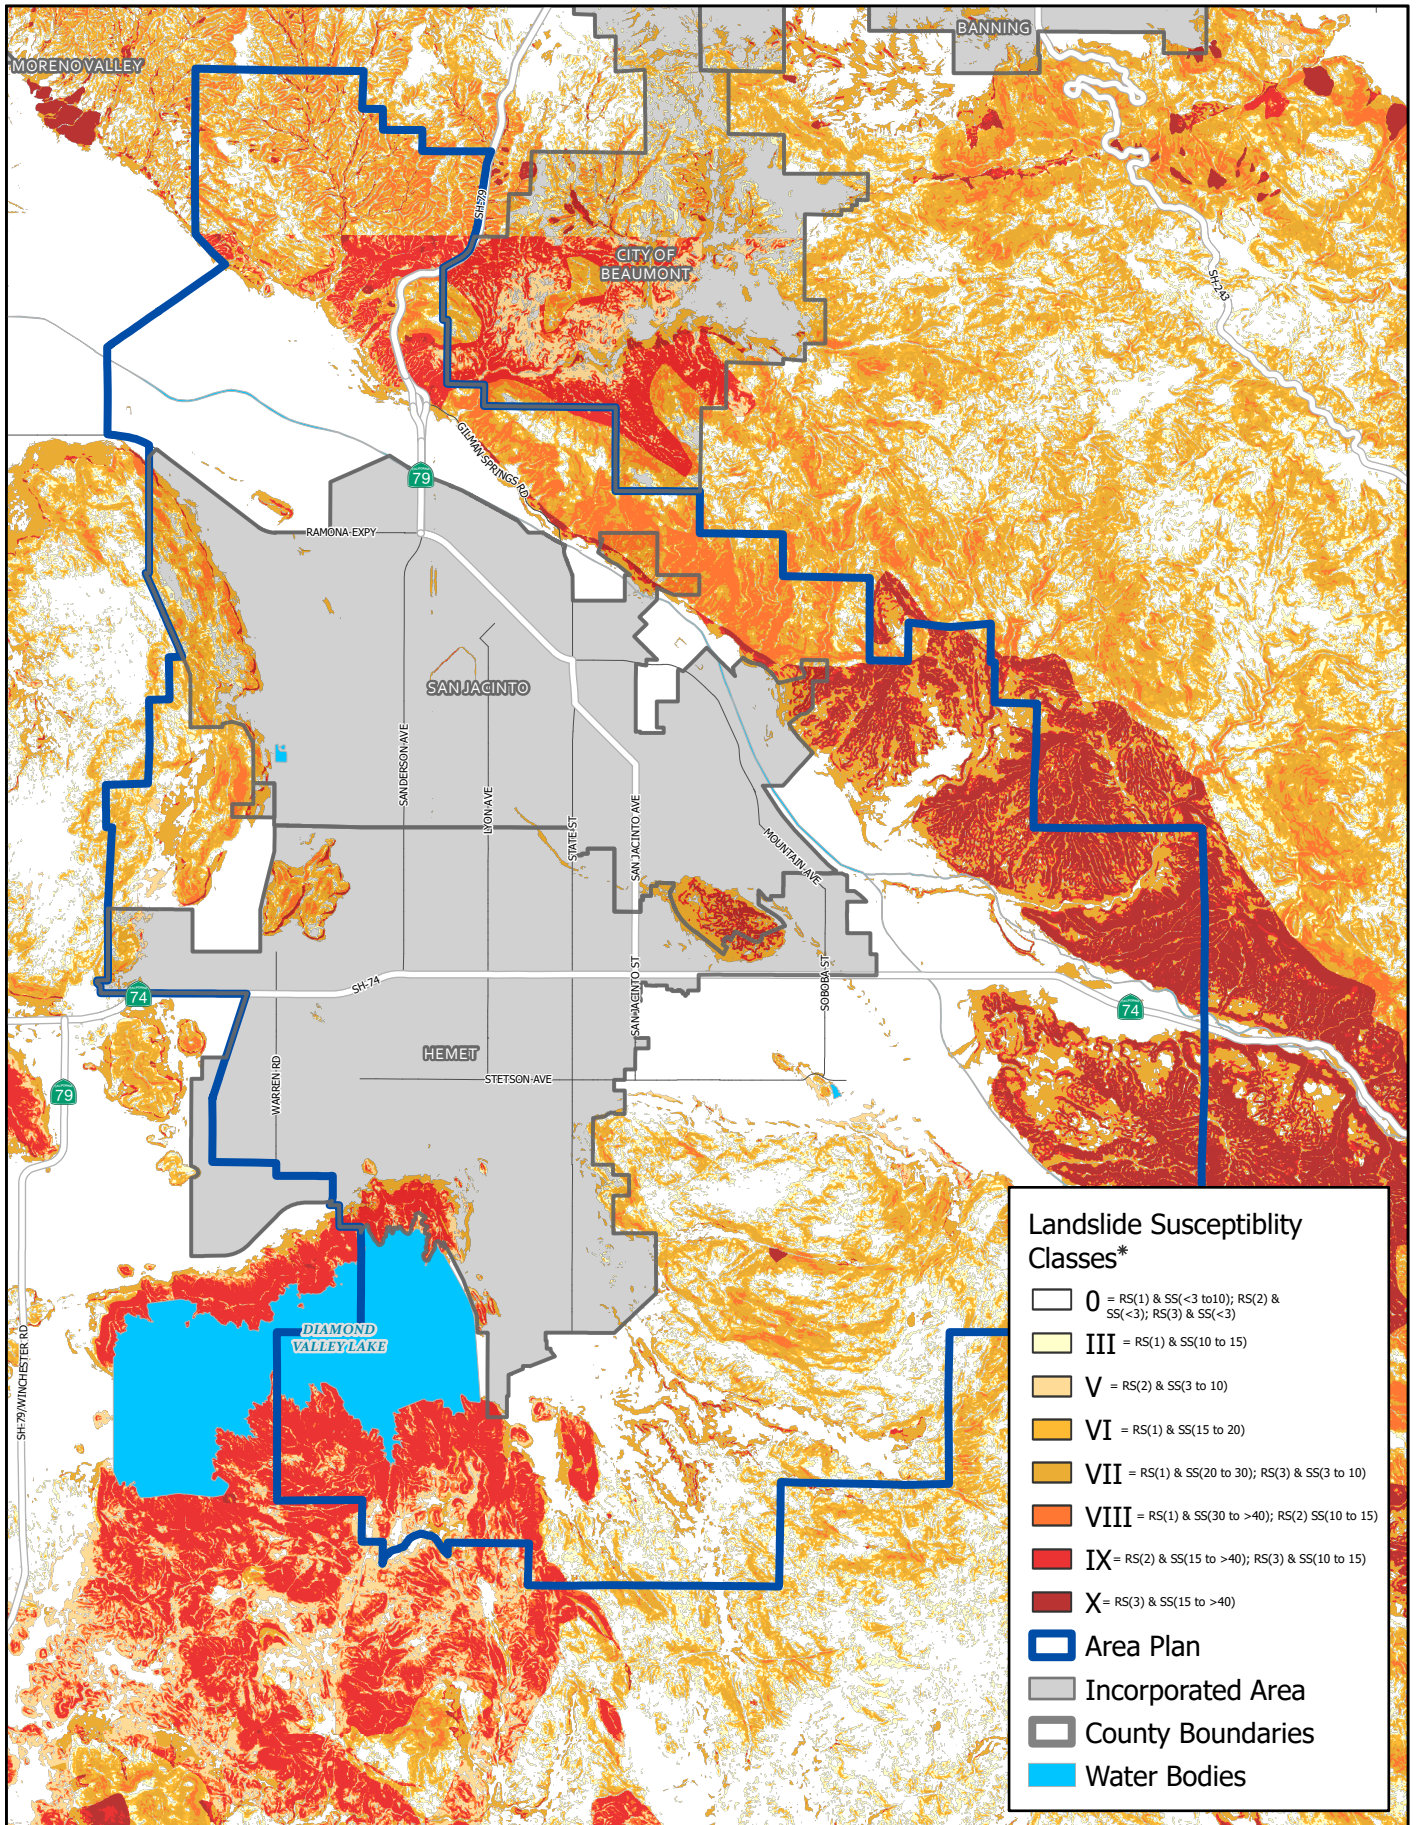 BANNING
MORENO VALLEY
SH-79
CITY OF
BEAUMONT
SH-243
GILMAN SPRINGS RD
CALIFORNIA
79
RAMONA EXPY
SAN JACINTO
SANDERSON AVE
LYON AVE
STATE ST
SAN JACINTO AVE
MOUNTAIN AVE
SAN JACINTO ST
SOBOBA ST
SH-74
CALIFORNIA
74
CALIFORNIA
74
HEMET
WARREN RD
STETSON AVE
CALIFORNIA
79
SH-79/WINCHESTER RD
DIAMOND
VALLEY LAKE
Landslide Susceptiblity
Classes*
0 = RS(1) & SS(<3 to10); RS(2) &
SS(<3); RS(3) & SS(<3)
III = RS(1) & SS(10 to 15)
V = RS(2) & SS(3 to 10)
VI = RS(1) & SS(15 to 20)
VII = RS(1) & SS(20 to 30); RS(3) & SS(3 to 10)
VIII = RS(1) & SS(30 to >40); RS(2) SS(10 to 15)
IX = RS(2) & SS(15 to >40); RS(3) & SS(10 to 15)
X = RS(3) & SS(15 to >40)
Area Plan
Incorporated Area
County Boundaries
Water Bodies